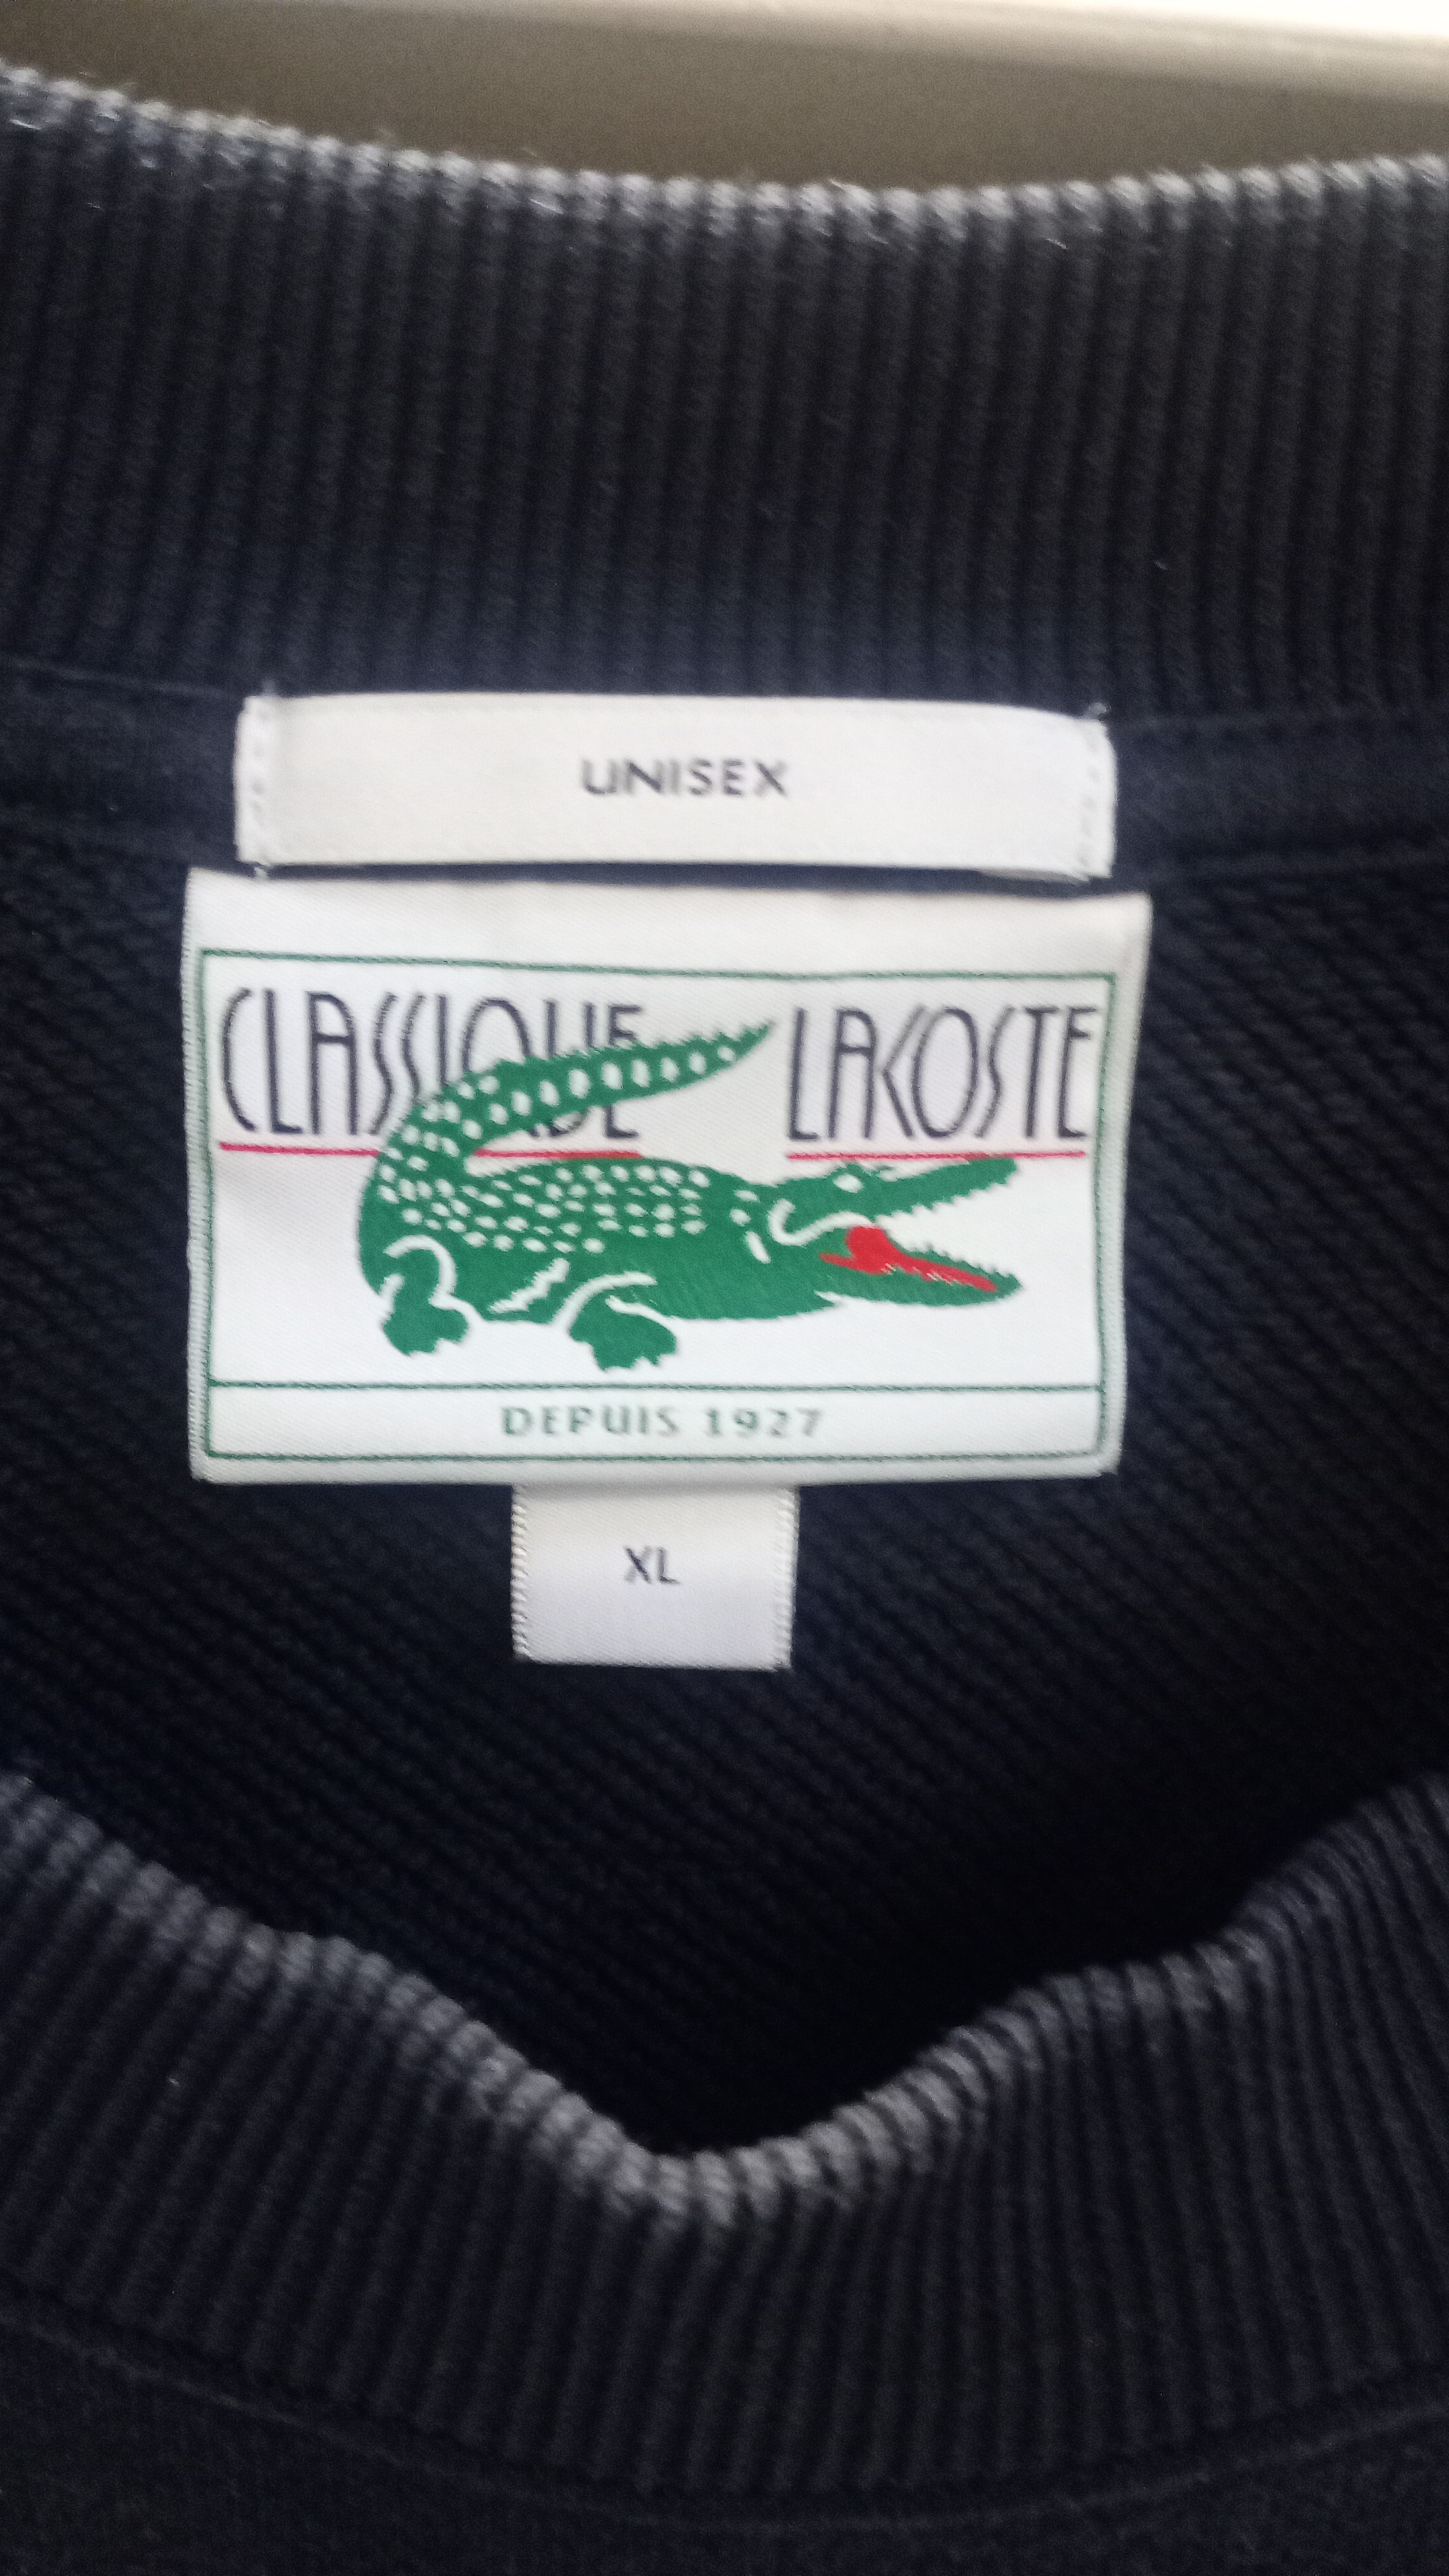 UNISEX
CLASSIQUE LACOSTE
DEPUIS 1927
XL